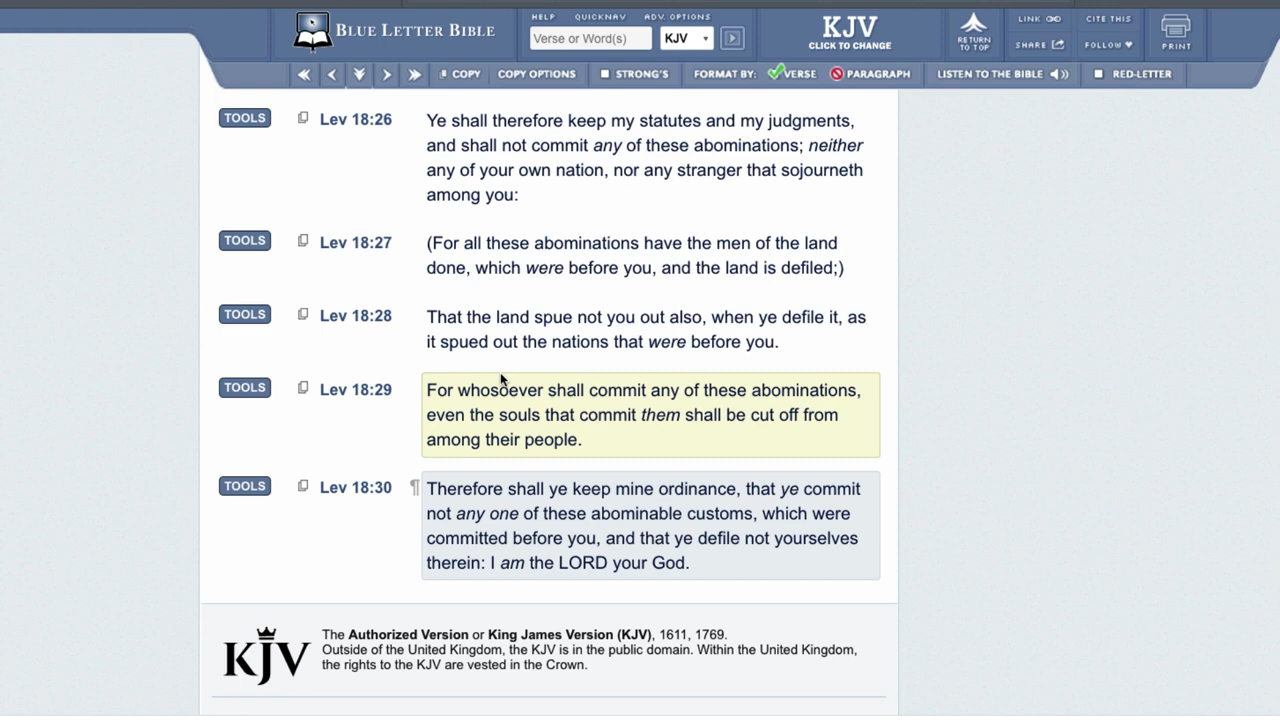 BLUE LETTER BIBLE
HELP QUICKNAV ADV. OPTIONS
Verse or Word(s) KJV
KJV
CLICK TO CHANGE
RETURN
TO TOP
LINK
SHARE
CITE THIS
FOLLOW
PRINT
COPY COPY OPTIONS STRONG'S FORMAT BY: VERSE PARAGRAPH LISTEN TO THE BIBLE RED-LETTER
TOOLS Lev 18:26 Ye shall therefore keep my statutes and my judgments,
and shall not commit any of these abominations; neither
any of your own nation, nor any stranger that sojourneth
among you:
TOOLS Lev 18:27 (For all these abominations have the men of the land
done, which were before you, and the land is defiled;)
TOOLS Lev 18:28 That the land spue not you out also, when ye defile it, as
it spued out the nations that were before you.
TOOLS Lev 18:29 For whosoever shall commit any of these abominations,
even the souls that commit them shall be cut off from
among their people.
TOOLS Lev 18:30 ¶ Therefore shall ye keep mine ordinance, that ye commit
not any one of these abominable customs, which were
committed before you, and that ye defile not yourselves
therein: I am the LORD your God.
KJV
The Authorized Version or King James Version (KJV), 1611, 1769.
Outside of the United Kingdom, the KJV is in the public domain. Within the United Kingdom,
the rights to the KJV are vested in the Crown.